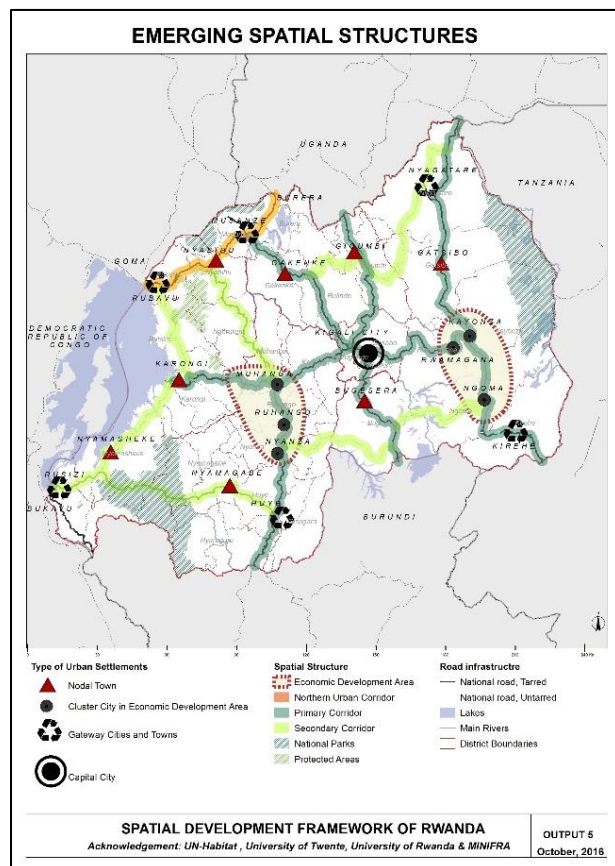 EMERGING SPATIAL STRUCTURES
UGANDA
TANZANIA
NYAGATARE
BURERA
MUSANZE
NYABIHU
GICUMBI
GAKENKE
GATSIBO
GOMA
RUBAVU
DEMOCRATIC
REPUBLIC OF
CONGO
KIGALI CITY
KAYONZA
RWAMAGANA
KARONGI
MUHANGA
BUGESERA
NGOMA
RUHANGO
KIREHE
NYAMASHEKE
NYANZA
RUSIZI
NYAMAGABE
HUYE
BUKAVU
BURUNDI
Type of Urban Settlements
Nodal Town
Cluster City in Economic Development Area
Gateway Cities and Towns
Capital City
Spatial Structure
Economic Development Area
Northern Urban Corridor
Primary Corridor
Secondary Corridor
National Parks
Protected Areas
Road infrastructre
National road, Tarred
National road, Untarred
Lakes
Main Rivers
District Boundaries
SPATIAL DEVELOPMENT FRAMEWORK OF RWANDA
Acknowledgement: UN-Habitat , University of Twente, University of Rwanda & MINIFRA
OUTPUT 5
October, 2016